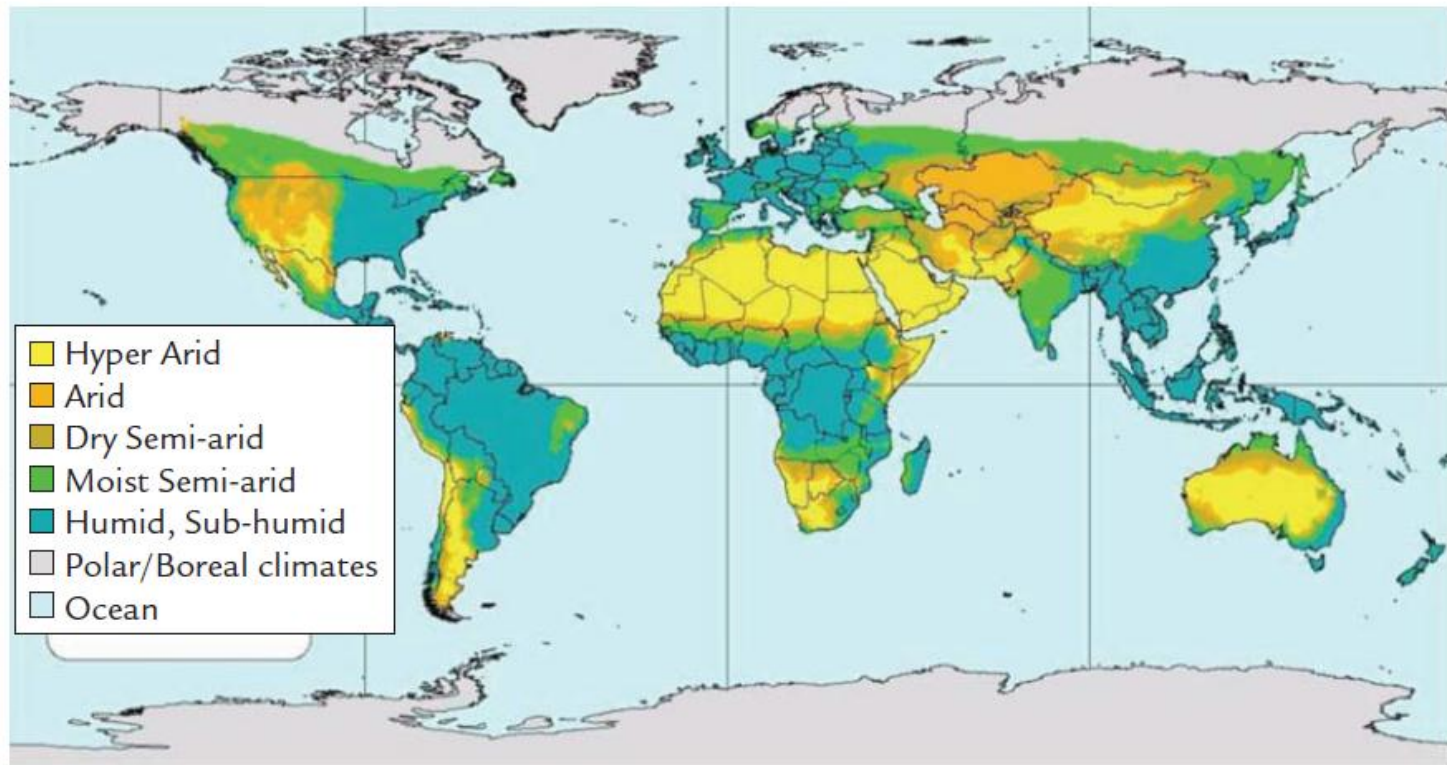 Hyper Arid
Arid
Dry Semi-arid
Moist Semi-arid
Humid, Sub-humid
Polar/Boreal climates
Ocean